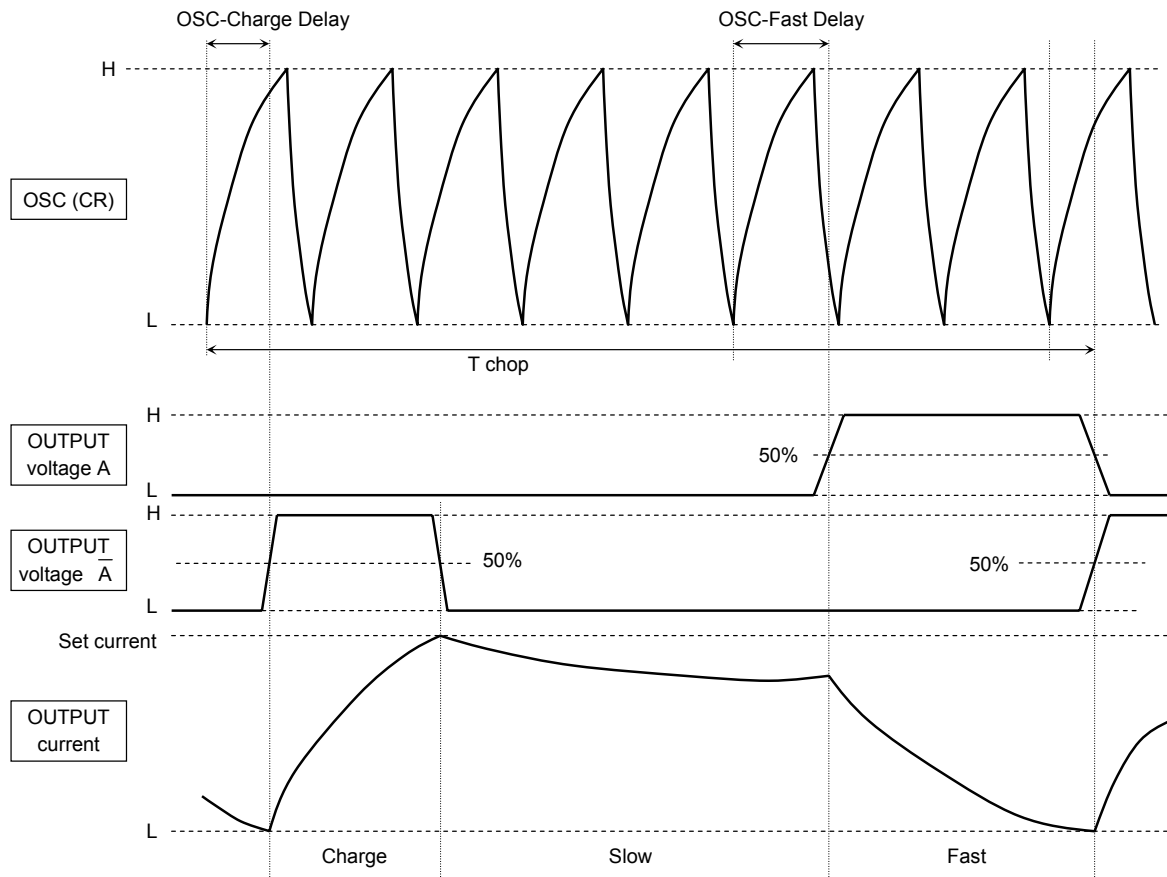 OSC-Charge Delay
OSC-Fast Delay
H
OSC (CR)
L
T chop
H
OUTPUT
voltage A
50%
L
H
OUTPUT
voltage A̅
50%
50%
L
Set current
OUTPUT
current
L
Charge
Slow
Fast